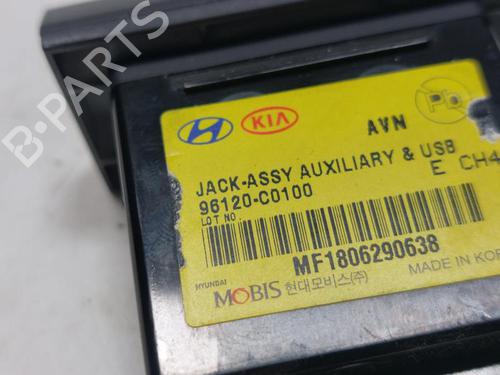 B-PARTS
Pb
KIA
AVN
JACK-ASSY AUXILIARY & USB
96120-C0100
E CH4
LOT NO.
MF1806290638
HYUNDAI
MOBIS 현대모비스(주)
MADE IN KOR